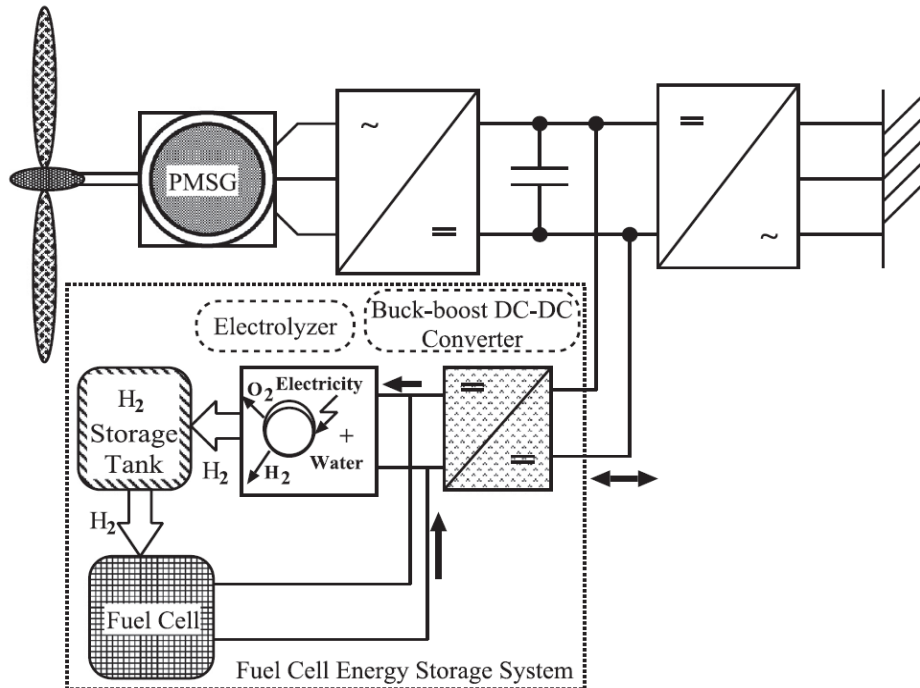 PMSG
~
=
=
~
Buck-boost DC-DC
Converter
Electrolyzer
O2 Electricity
+
Water
H2
=
=
H2
Storage
Tank
H2
H2
Fuel Cell
Fuel Cell Energy Storage System